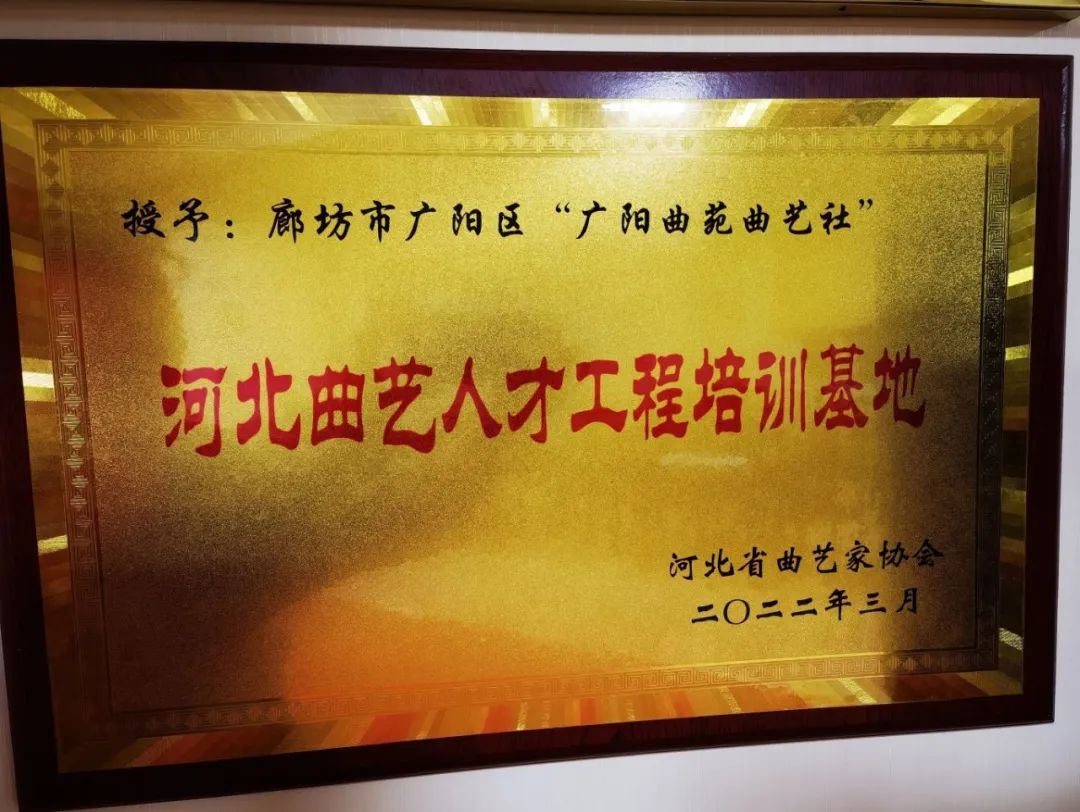 授予：廊坊市广阳区“广阳曲苑曲艺社”
河北曲艺人才工程培训基地
河北省曲艺家协会
二〇二二年三月